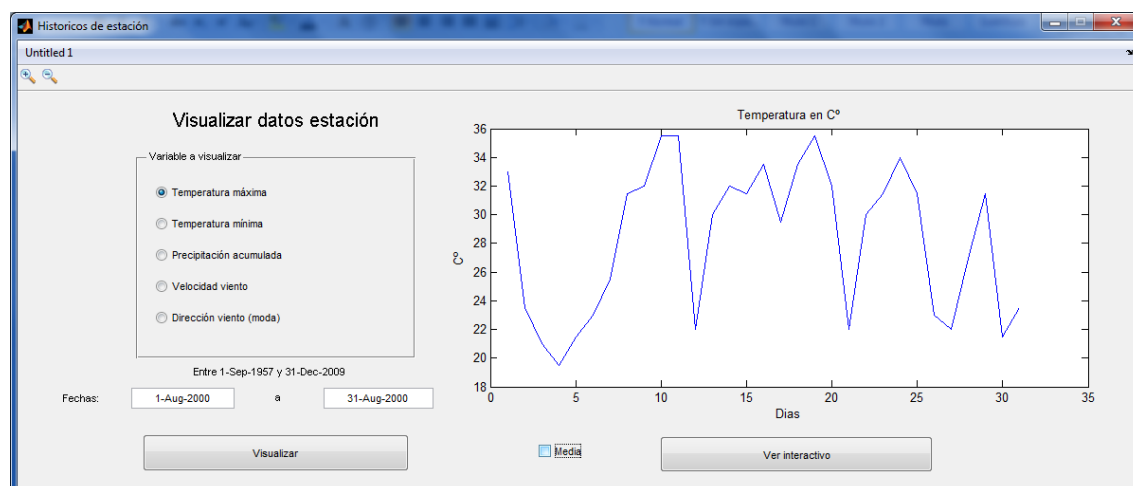 Historicos de estación
Untitled 1
Visualizar datos estación
Variable a visualizar
Temperatura máxima
Temperatura mínima
Precipitación acumulada
Velocidad viento
Dirección viento (moda)
Entre 1-Sep-1957 y 31-Dec-2009
Fechas: 1-Aug-2000 a 31-Aug-2000
Visualizar
Temperatura en Cº
36
34
32
30
28
26
24
22
20
18
Cº
0 5 10 15 20 25 30 35
Dias
Media
Ver interactivo